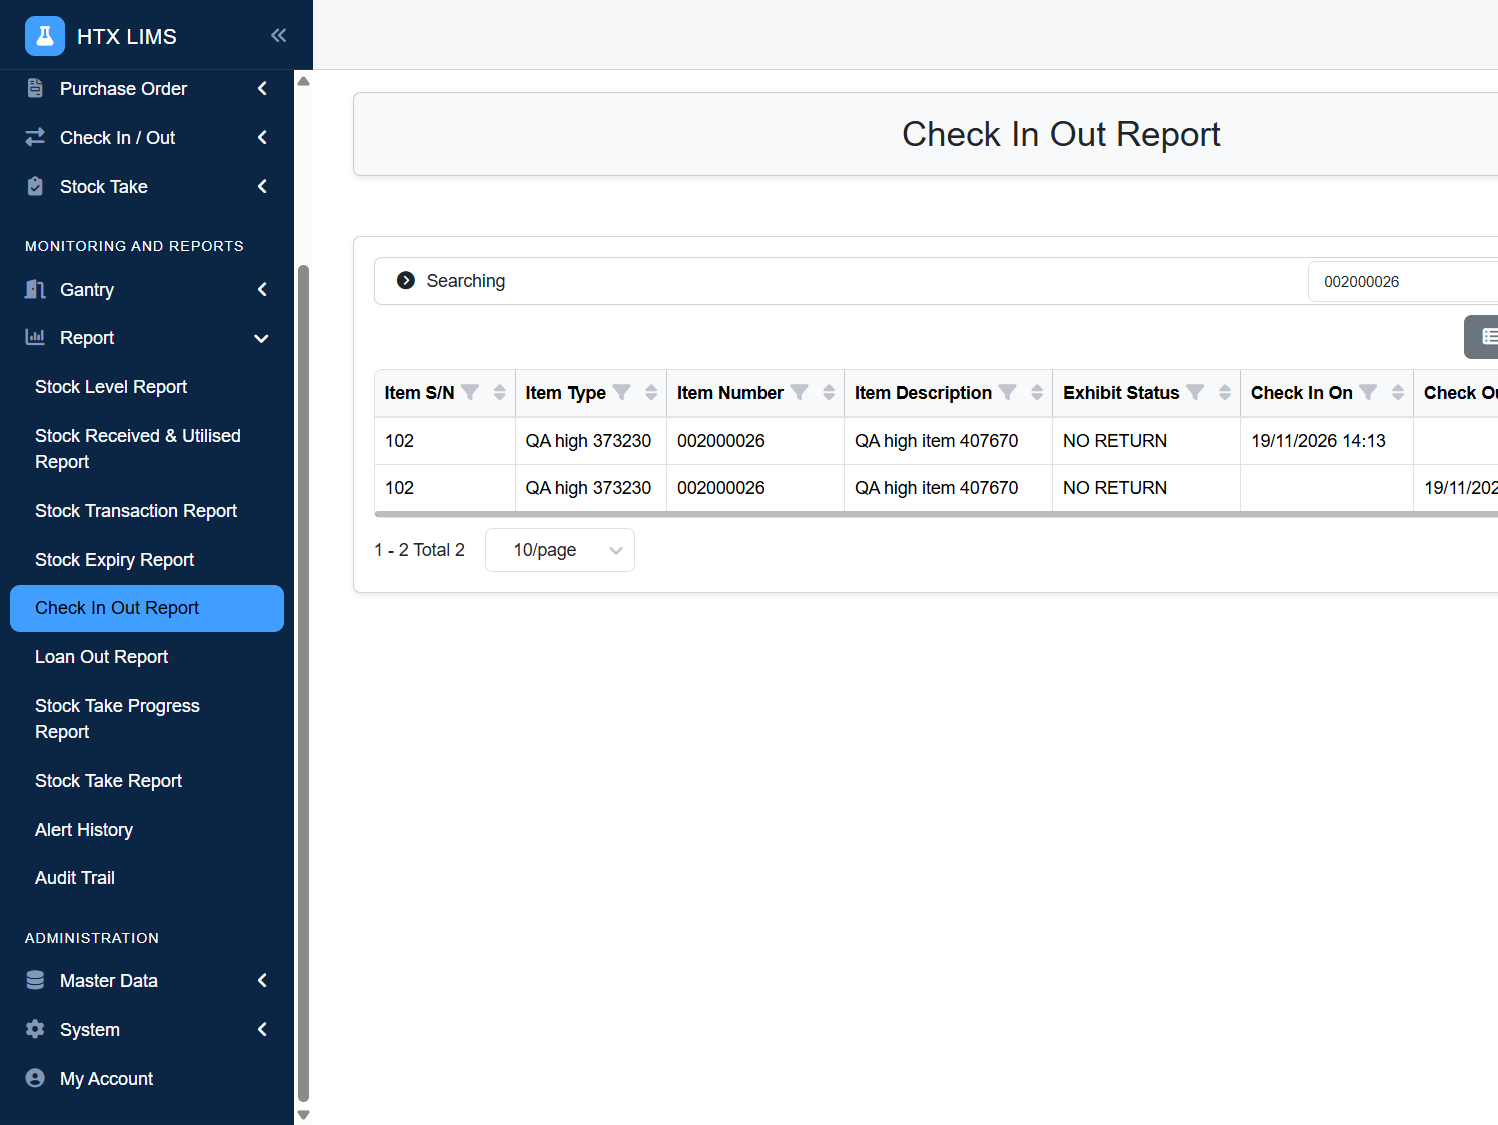 HTX LIMS
Purchase Order
Check In / Out
Stock Take
MONITORING AND REPORTS
Gantry
Report
Stock Level Report
Stock Received & Utilised
Report
Stock Transaction Report
Stock Expiry Report
Check In Out Report
Loan Out Report
Stock Take Progress
Report
Stock Take Report
Alert History
Audit Trail
ADMINISTRATION
Master Data
System
My Account
Check In Out Report
Searching 002000026
Item S/N Item Type Item Number Item Description Exhibit Status Check In On Check
102 QA high 373230 002000026 QA high item 407670 NO RETURN 19/11/2026 14:13
102 QA high 373230 002000026 QA high item 407670 NO RETURN
1 - 2 Total 2 10/page